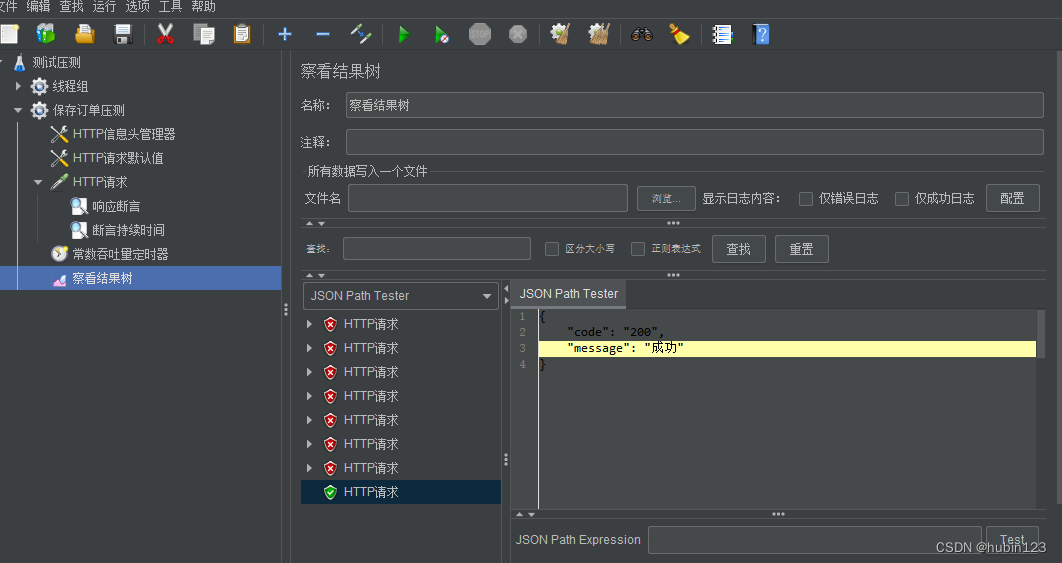 文件 编辑 查找 运行 选项 工具 帮助
STOP
测试压测
线程组
保存订单压测
HTTP信息头管理器
HTTP请求默认值
HTTP请求
响应断言
断言持续时间
常数吞吐量定时器
察看结果树
察看结果树
名称： 察看结果树
注释：
所有数据写入一个文件
文件名 浏览... 显示日志内容： 仅错误日志 仅成功日志 配置
查找: 区分大小写 正则表达式 查找 重置
JSON Path Tester
HTTP请求
HTTP请求
HTTP请求
HTTP请求
HTTP请求
HTTP请求
HTTP请求
HTTP请求
JSON Path Tester
1 {
2 "code": "200",
3 "message": "成功"
4 }
JSON Path Expression Test
CSDN @hubin123